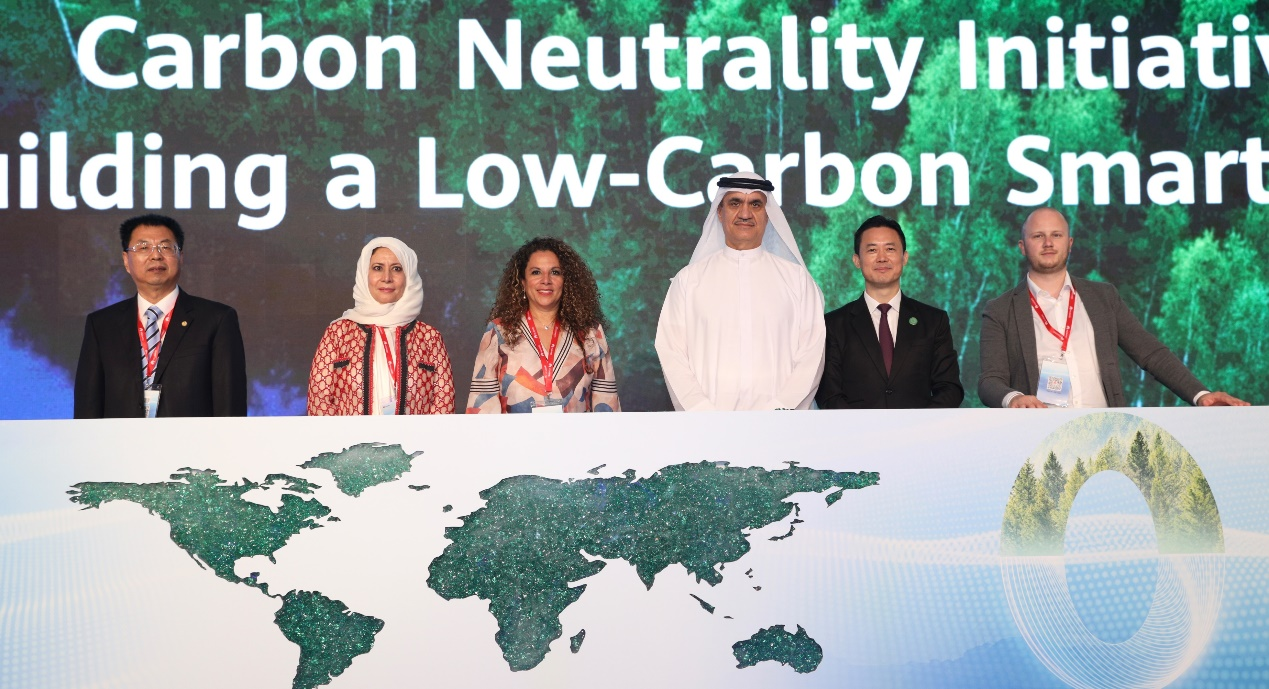 Carbon Neutrality Initiativ
uilding a Low-Carbon Smart